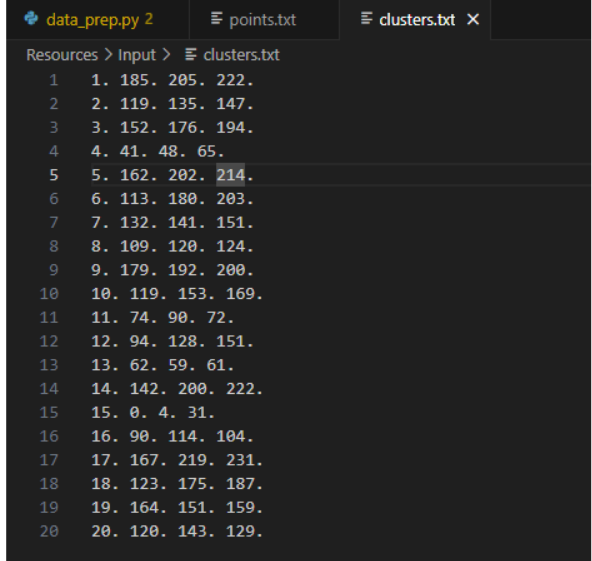 data_prep.py 2 points.txt clusters.txt ×
Resources > Input > clusters.txt
1 1. 185. 205. 222.
2 2. 119. 135. 147.
3 3. 152. 176. 194.
4 4. 41. 48. 65.
5 5. 162. 202. 214.
6 6. 113. 180. 203.
7 7. 132. 141. 151.
8 8. 109. 120. 124.
9 9. 179. 192. 200.
10 10. 119. 153. 169.
11 11. 74. 90. 72.
12 12. 94. 128. 151.
13 13. 62. 59. 61.
14 14. 142. 200. 222.
15 15. 0. 4. 31.
16 16. 90. 114. 104.
17 17. 167. 219. 231.
18 18. 123. 175. 187.
19 19. 164. 151. 159.
20 20. 120. 143. 129.